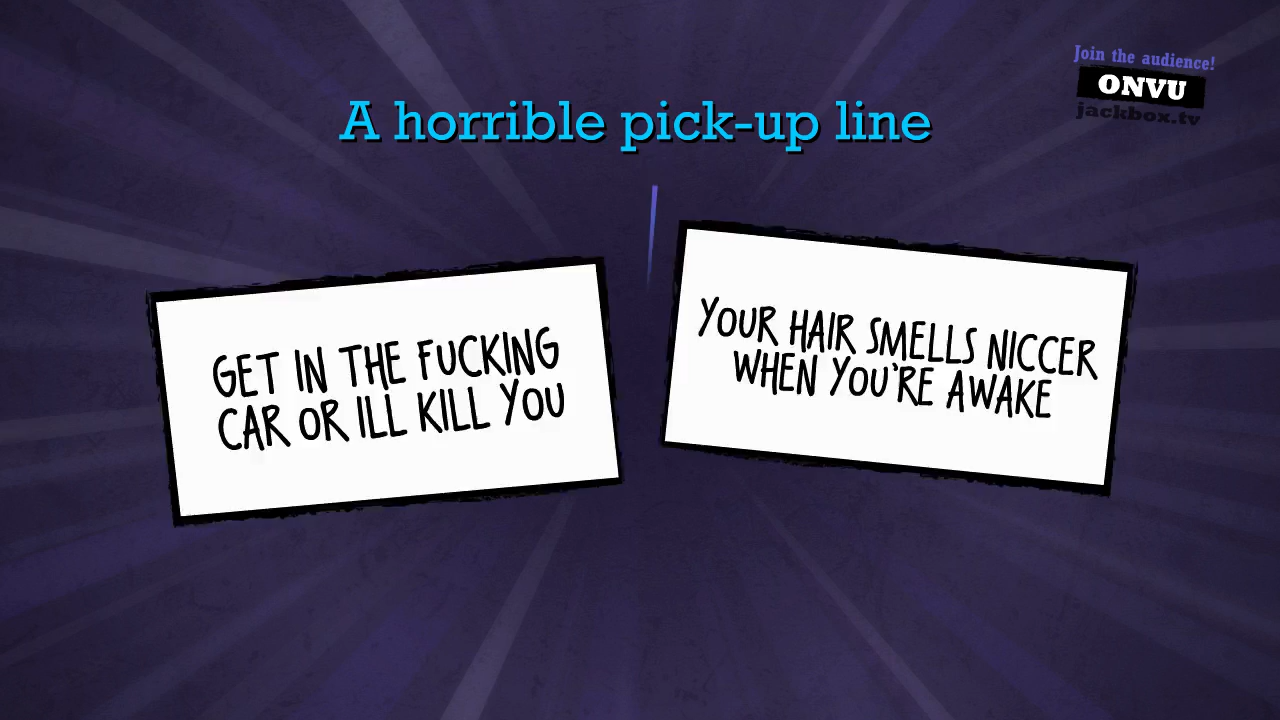 Join the audience!
ONVU
jackbox.tv
A horrible pick-up line
GET IN THE FUCKING
CAR OR ILL KILL YOU
YOUR HAIR SMELLS NICCER
WHEN YOU'RE AWAKE